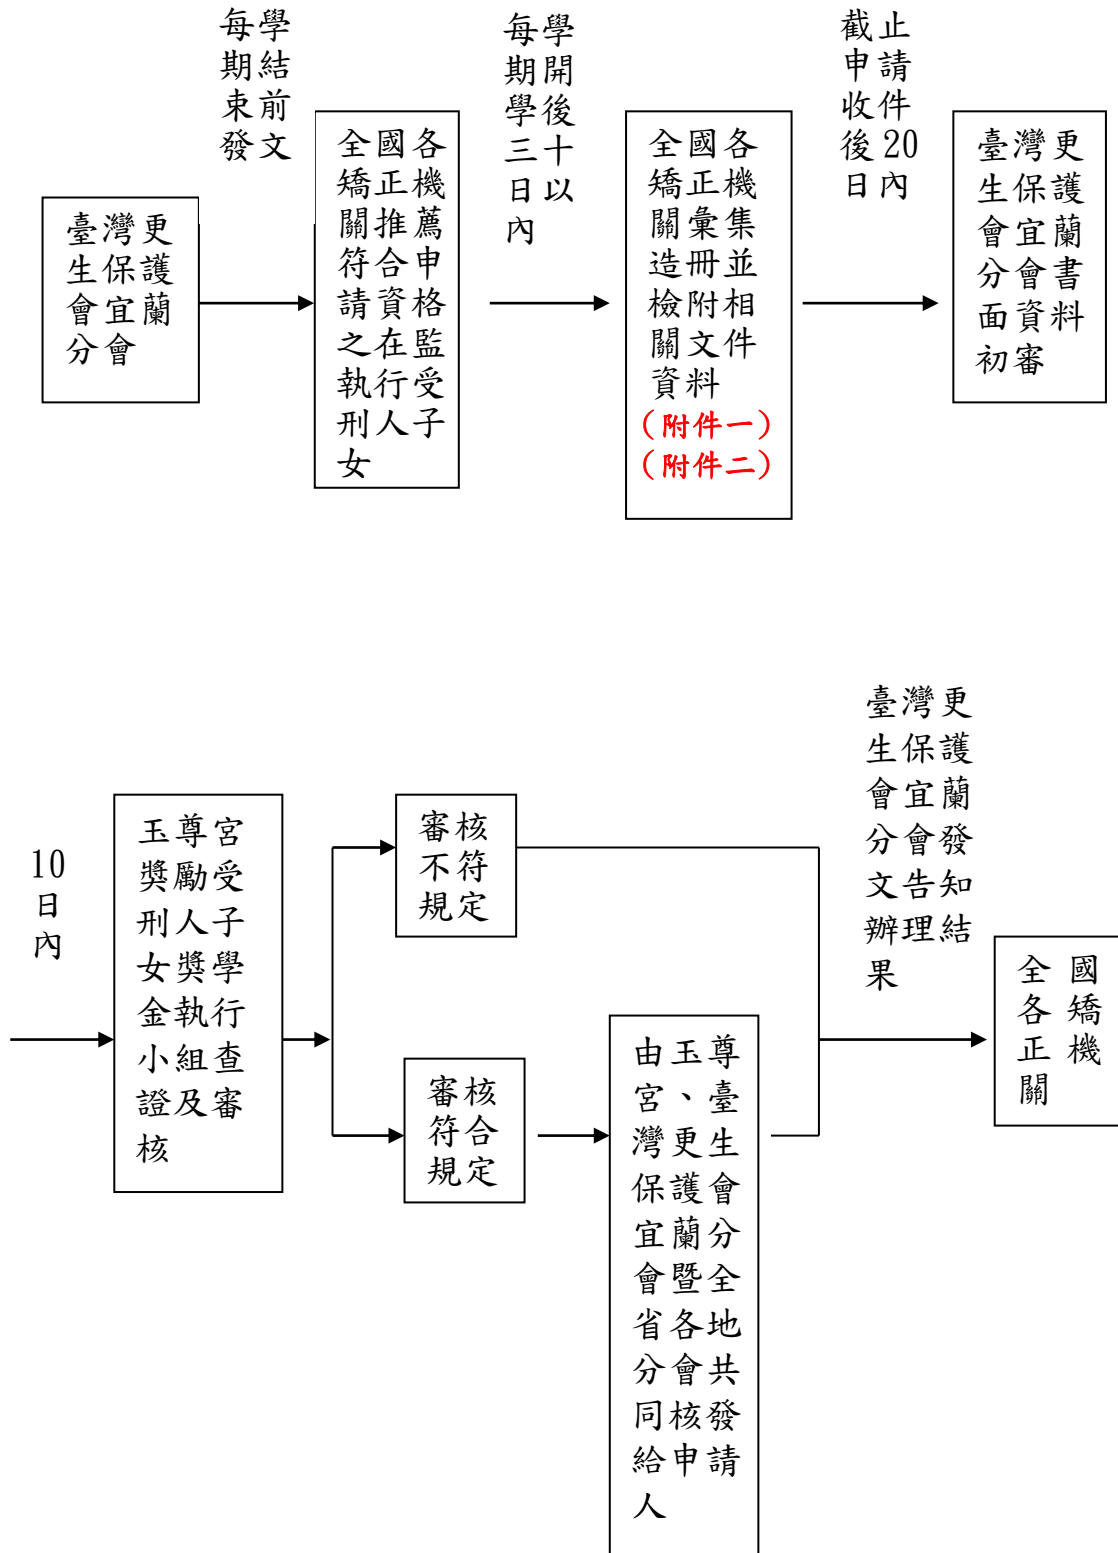 每學
期結
束前
發文
每學
期開
學後
三十
日以
內
截止
申請
收件
後20
日內
臺灣更
生保護
會宜蘭
分會
全國各
矯正機
關推薦
符合申
請資格
之在監
執行受
刑人子
女
全國各
矯正機
關彙集
造冊並
檢附相
關文件
資料
(附件一)
(附件二)
臺灣更
生保護
會宜蘭
分會書
面資料
初審
10
日
內
玉尊宮
獎勵受
刑人子
女獎學
金執行
小組查
證及審
核
審核
不符
規定
審核
符合
規定
由玉尊
宮、臺
灣更生
保護會
宜蘭分
會暨全
省各地
分會共
同核發
給申請
人
臺灣更
生保護
會宜蘭
分會發
文告知
辦理結
果
全國
各矯
正機
關